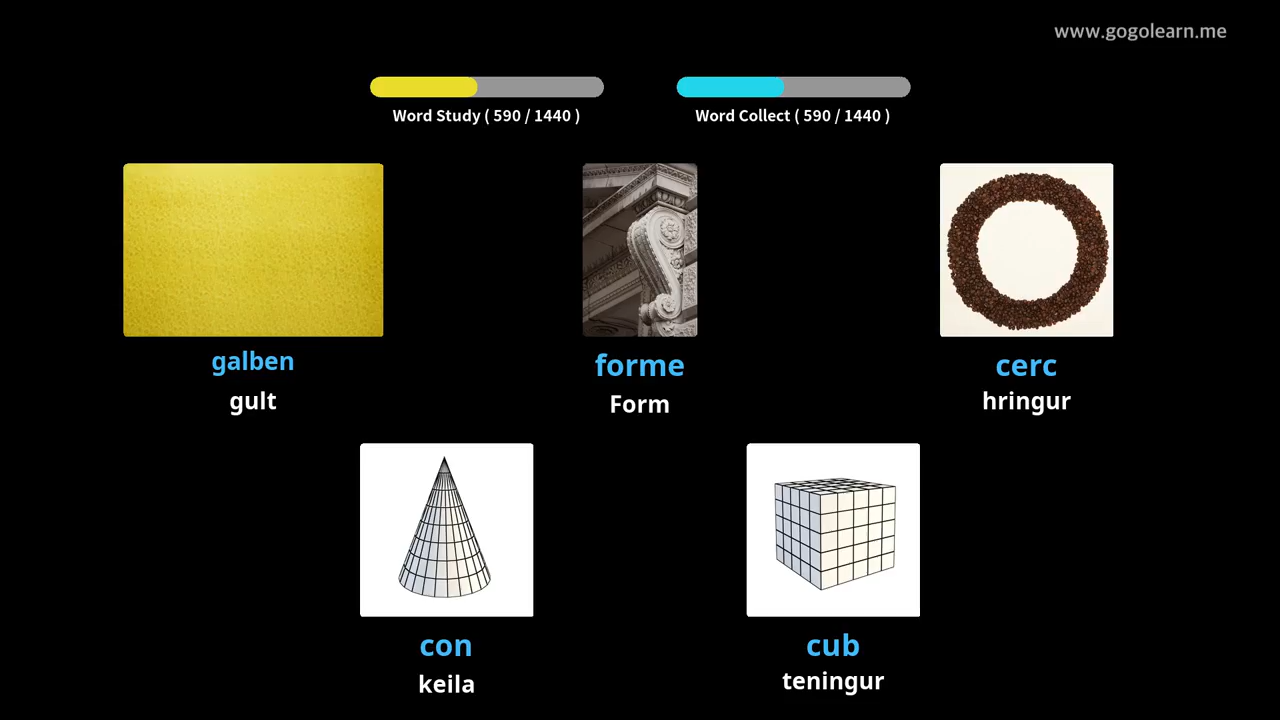 www.gogolearn.me
Word Study ( 590 / 1440 )
Word Collect ( 590 / 1440 )
galben
gult
forme
Form
cerc
hringur
con
keila
cub
teningur